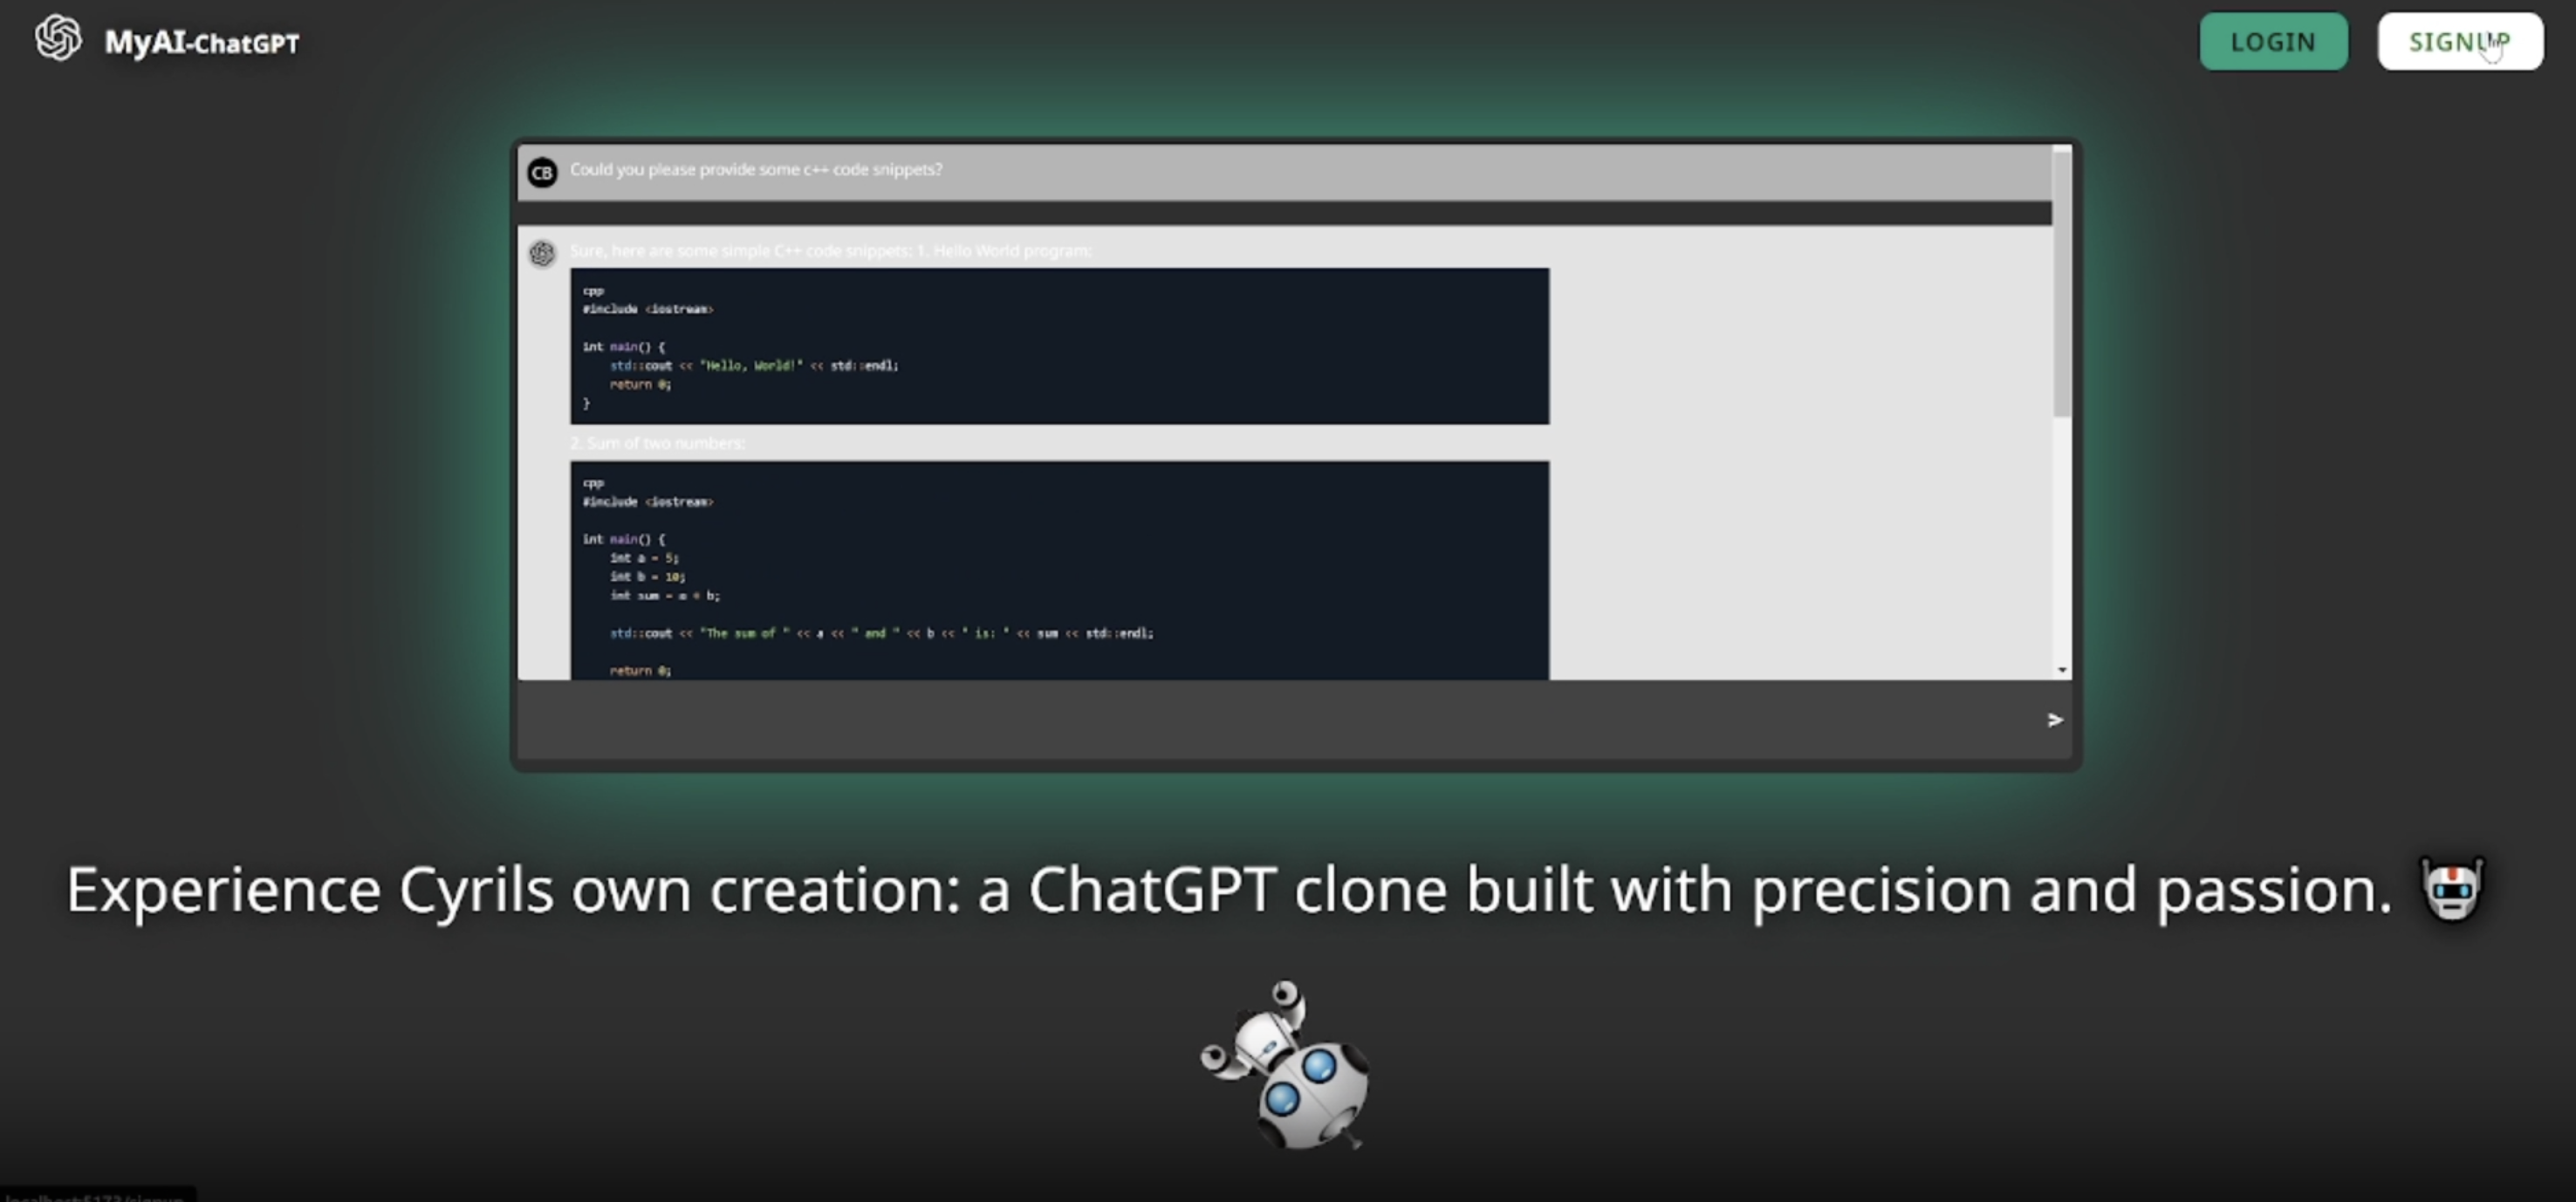 MyAI-ChatGPT
LOGIN
SIGNUP
CB
Could you please provide some c++ code snippets?
Sure, here are some simple C++ code snippets: 1. Hello World program:
cpp
#include <iostream>
int main() {
std::cout << "Hello, World!" << std::endl;
return 0;
}
2. Sum of two numbers:
cpp
#include <iostream>
int main() {
int a = 5;
int b = 10;
int sum = a + b;
std::cout << "The sum of " << a << " and " << b << " is: " << sum << std::endl;
return 0;
Experience Cyrils own creation: a ChatGPT clone built with precision and passion.
localhost:5173/signup